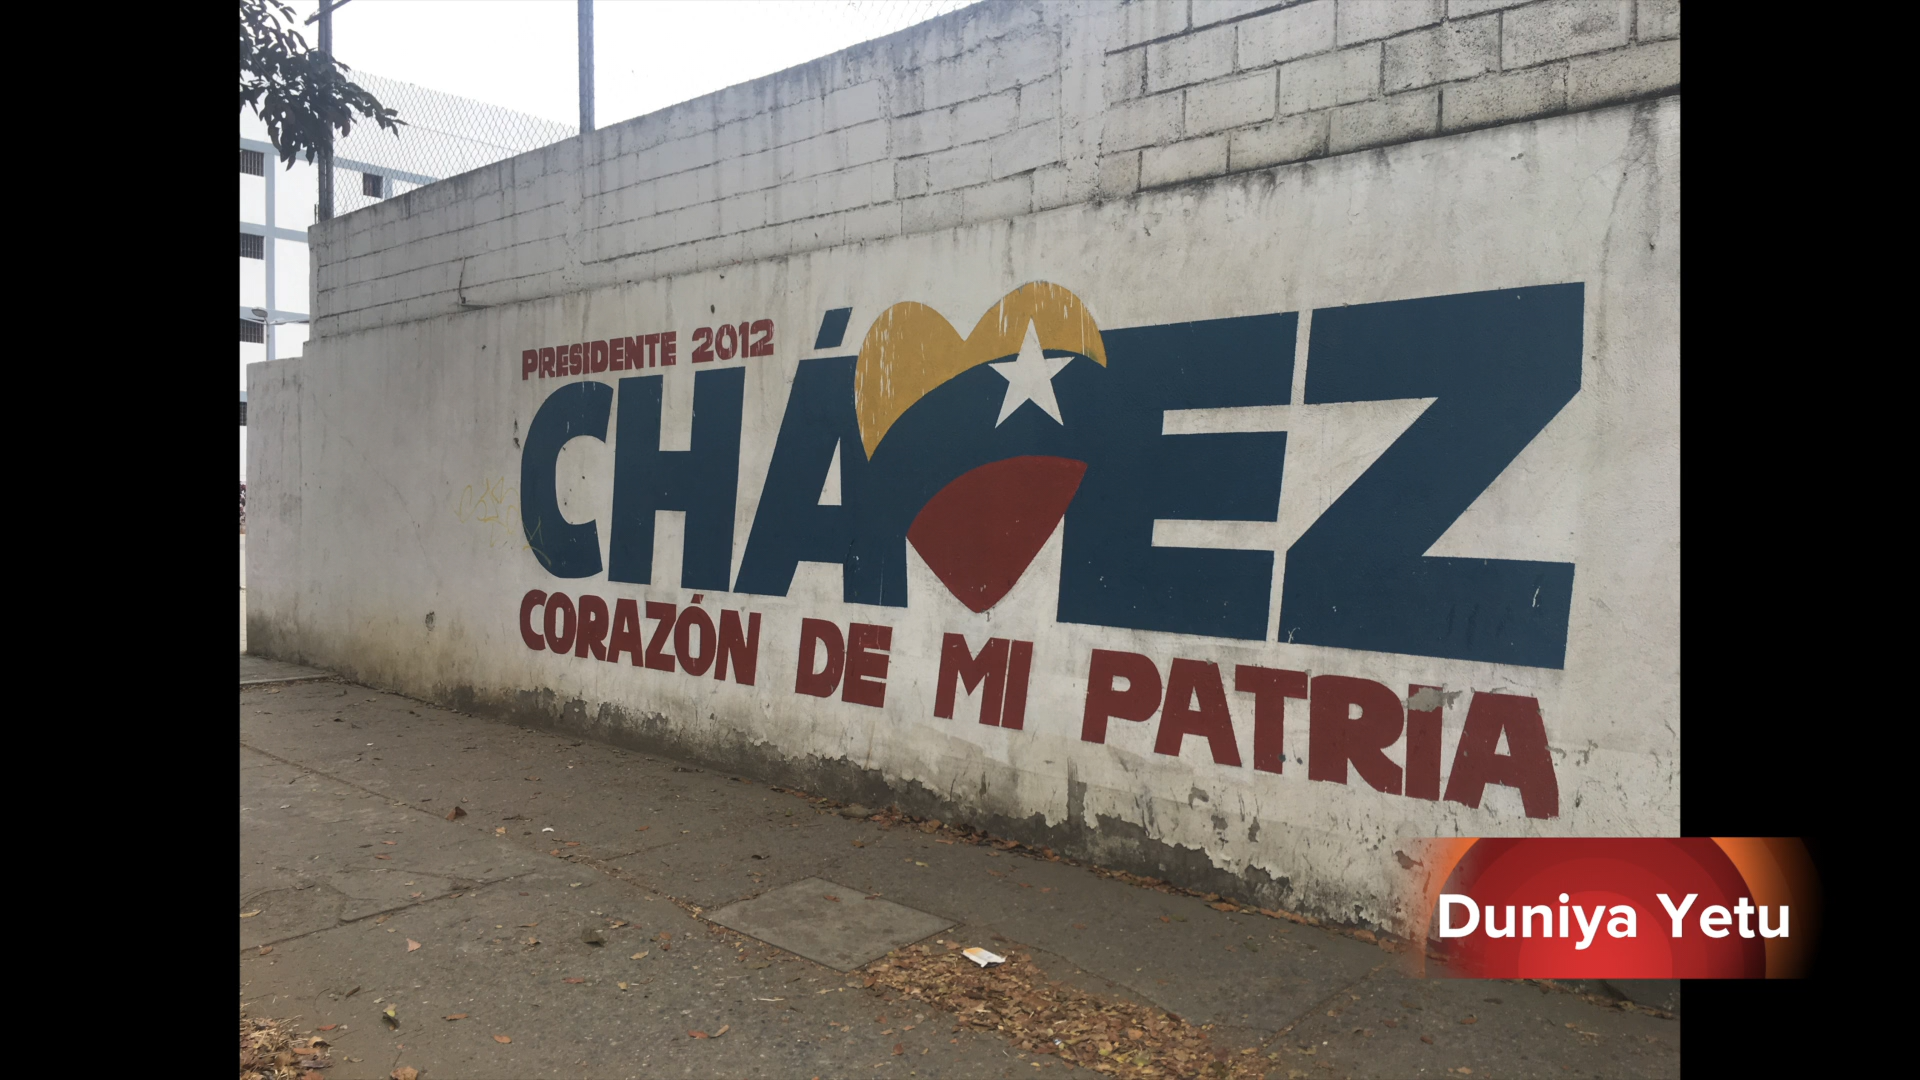 PRESIDENTE 2012
CHÁVEZ
CORAZÓN DE MI PATRIA
Duniya Yetu